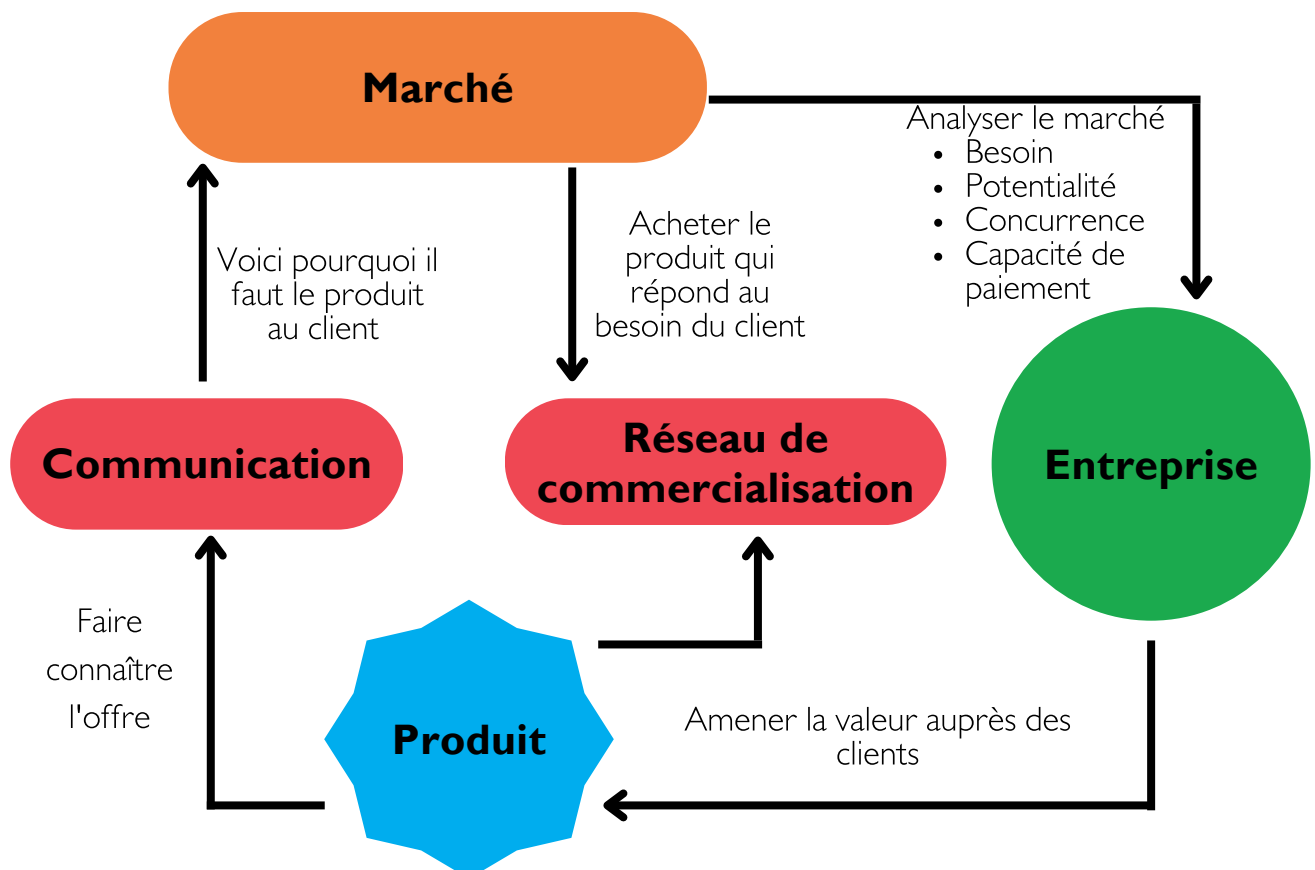 Marché
Analyser le marché
• Besoin
• Potentialité
• Concurrence
• Capacité de
paiement
Acheter le
produit qui
répond au
besoin du client
Voici pourquoi il
faut le produit
au client
Communication
Réseau de
commercialisation
Entreprise
Faire
connaître
l'offre
Produit
Amener la valeur auprès des
clients